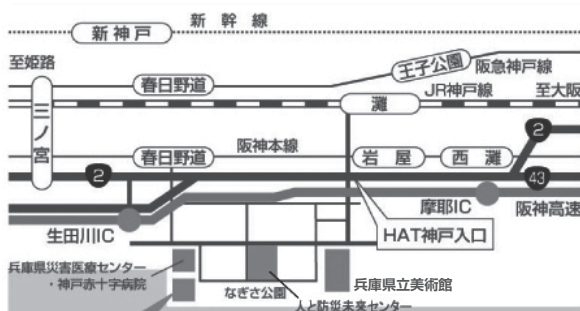 新幹線
新神戸
至姫路
王子公園
阪急神戸線
春日野道
三ノ宮
灘
JR神戸線
至大阪
2
阪神本線
春日野道
岩屋
西灘
2
43
生田川IC
摩耶IC
阪神高速
HAT神戸入口
兵庫県災害医療センター
・神戸赤十字病院
なぎさ公園
人と防災未来センター
兵庫県立美術館